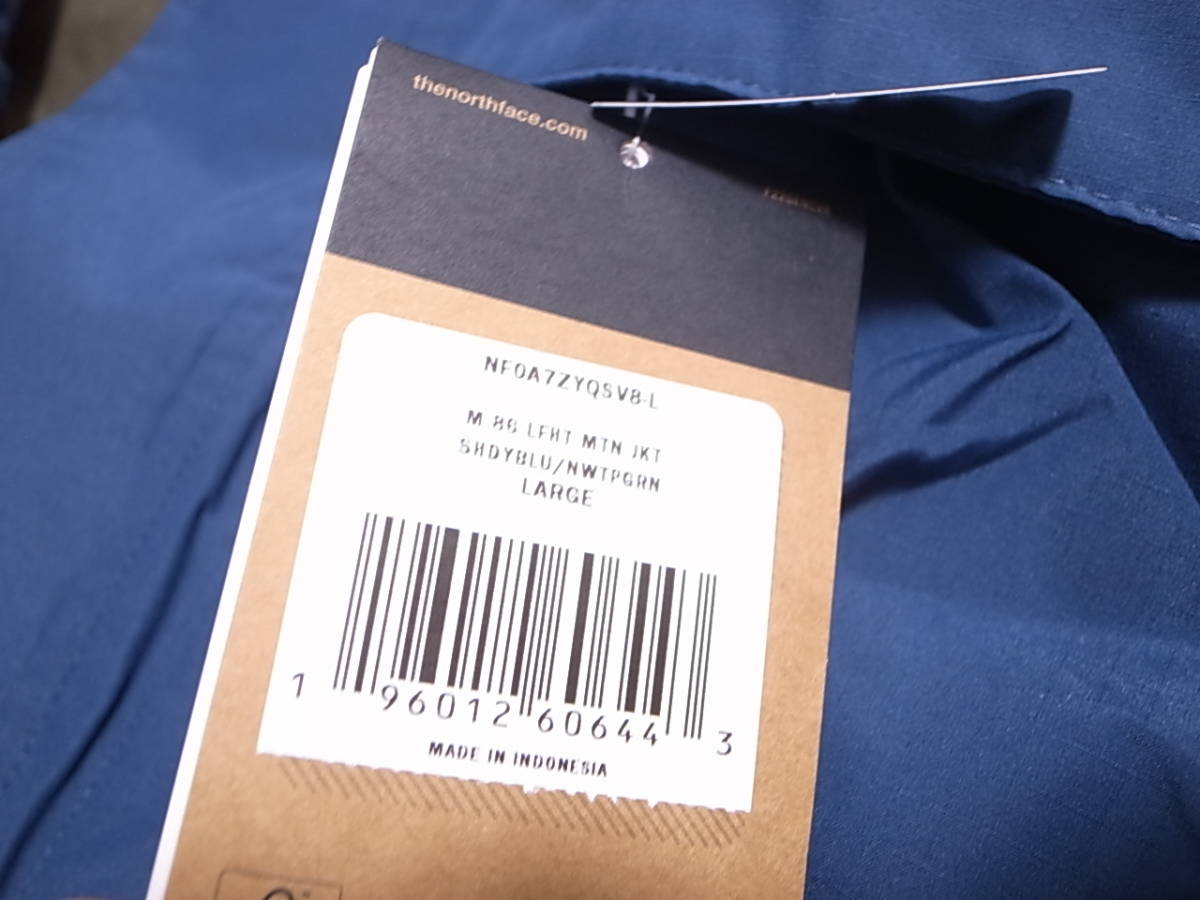 thenorthface.com
NF0A7ZYQSV8-L
M 86 LFHT MTN JKT
SHDYBLU/NWTPGRN
LARGE
1 96012 60644 3
MADE IN INDONESIA